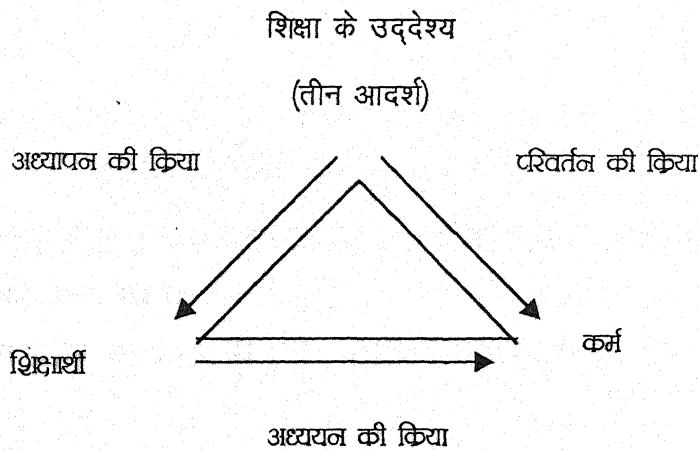 शिक्षा के उद्देश्य
(तीन आदर्श)
अध्यापन की क्रिया
परिवर्तन की क्रिया
शिक्षार्थी
कर्म
अध्ययन की क्रिया